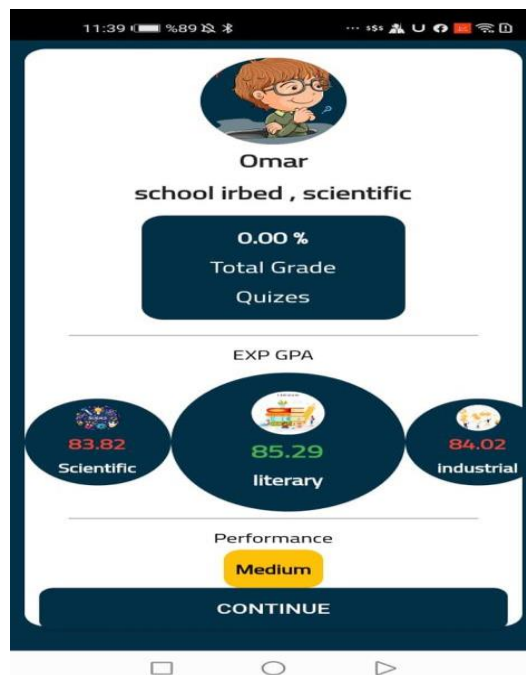 11:39 %89 ... s$s
Omar
school irbed , scientific
0.00 %
Total Grade
Quizes
EXP GPA
83.82 85.29 84.02
Scientific literary industrial
Performance
Medium
CONTINUE